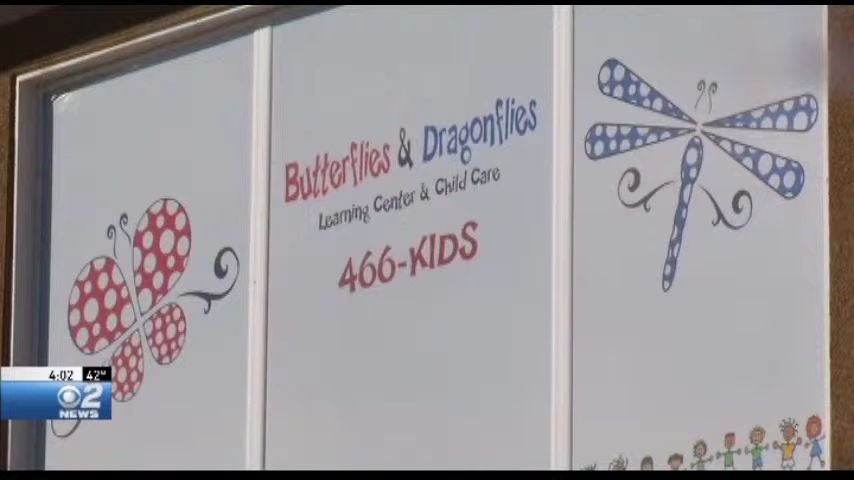 Butterflies & Dragonflies
Learning Center & Child Care
466-KIDS
4:02 42°
2
NEWS